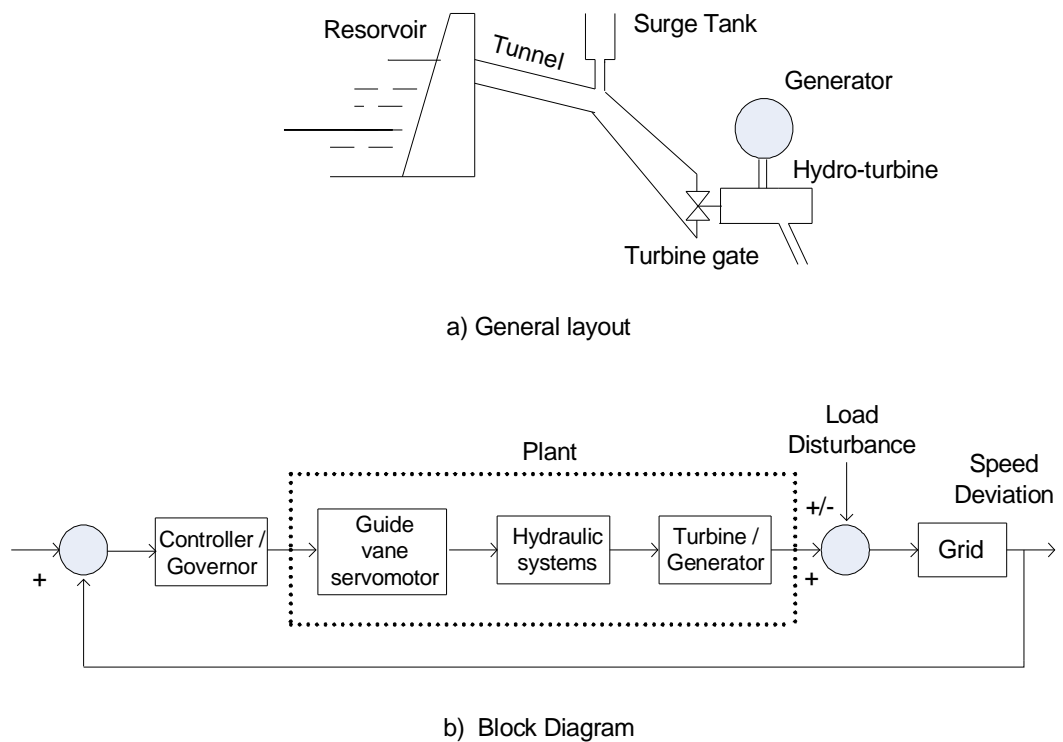 Reservoir
Tunnel
Surge Tank
Generator
Hydro-turbine
Turbine gate
a) General layout
Plant
Load
Disturbance
Speed
Deviation
+
Controller /
Governor
Guide
vane
servomotor
Hydraulic
systems
Turbine /
Generator
+/-
+
Grid
b) Block Diagram